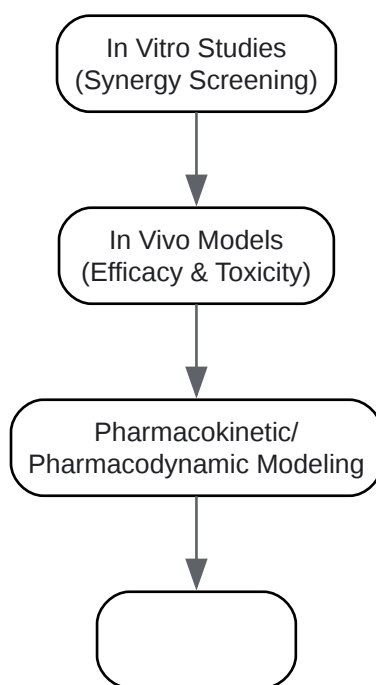 In Vitro Studies
(Synergy Screening)
In Vivo Models
(Efficacy & Toxicity)
Pharmacokinetic/
Pharmacodynamic Modeling